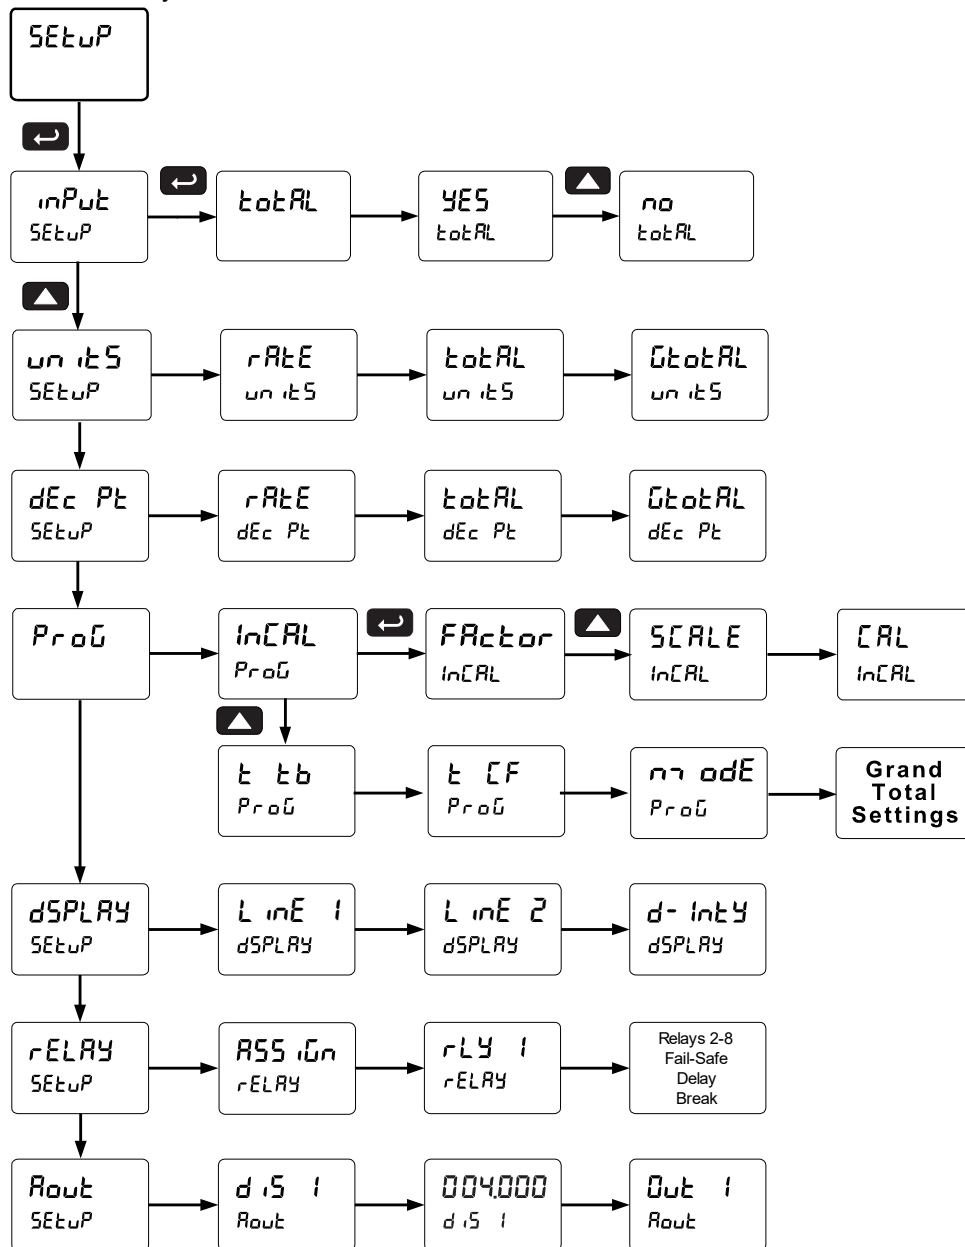 SEtuP
inPut
SEtuP
totAL
YES
totAL
no
totAL
unitS
SEtuP
rAtE
unitS
totAL
unitS
GtotAL
unitS
dEc Pt
SEtuP
rAtE
dEc Pt
totAL
dEc Pt
GtotAL
dEc Pt
ProG
InCAL
ProG
FActor
InCAL
SCALE
InCAL
CAL
InCAL
t tb
ProG
t CF
ProG
modE
ProG
Grand
Total
Settings
dSPLAY
SEtuP
LinE 1
dSPLAY
LinE 2
dSPLAY
d-IntY
dSPLAY
rELAY
SEtuP
ASSiGn
rELAY
rLY 1
rELAY
Relays 2-8
Fail-Safe
Delay
Break
Aout
SEtuP
diS 1
Aout
004.000
diS 1
Out 1
Aout